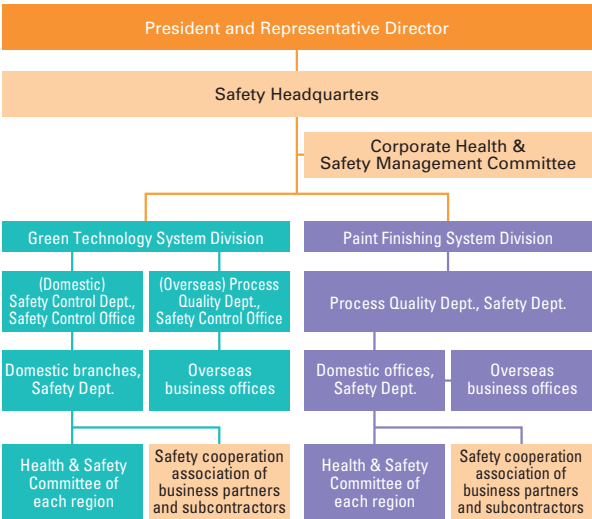 President and Representative Director
Safety Headquarters
Corporate Health &
Safety Management Committee
Green Technology System Division
Paint Finishing System Division
(Domestic)
Safety Control Dept.,
Safety Control Office
(Overseas) Process
Quality Dept.,
Safety Control Office
Process Quality Dept., Safety Dept.
Domestic branches,
Safety Dept.
Overseas
business offices
Domestic offices,
Safety Dept.
Overseas
business offices
Health & Safety
Committee of
each region
Safety cooperation
association of
business partners
and subcontractors
Health & Safety
Committee of
each region
Safety cooperation
association of
business partners
and subcontractors